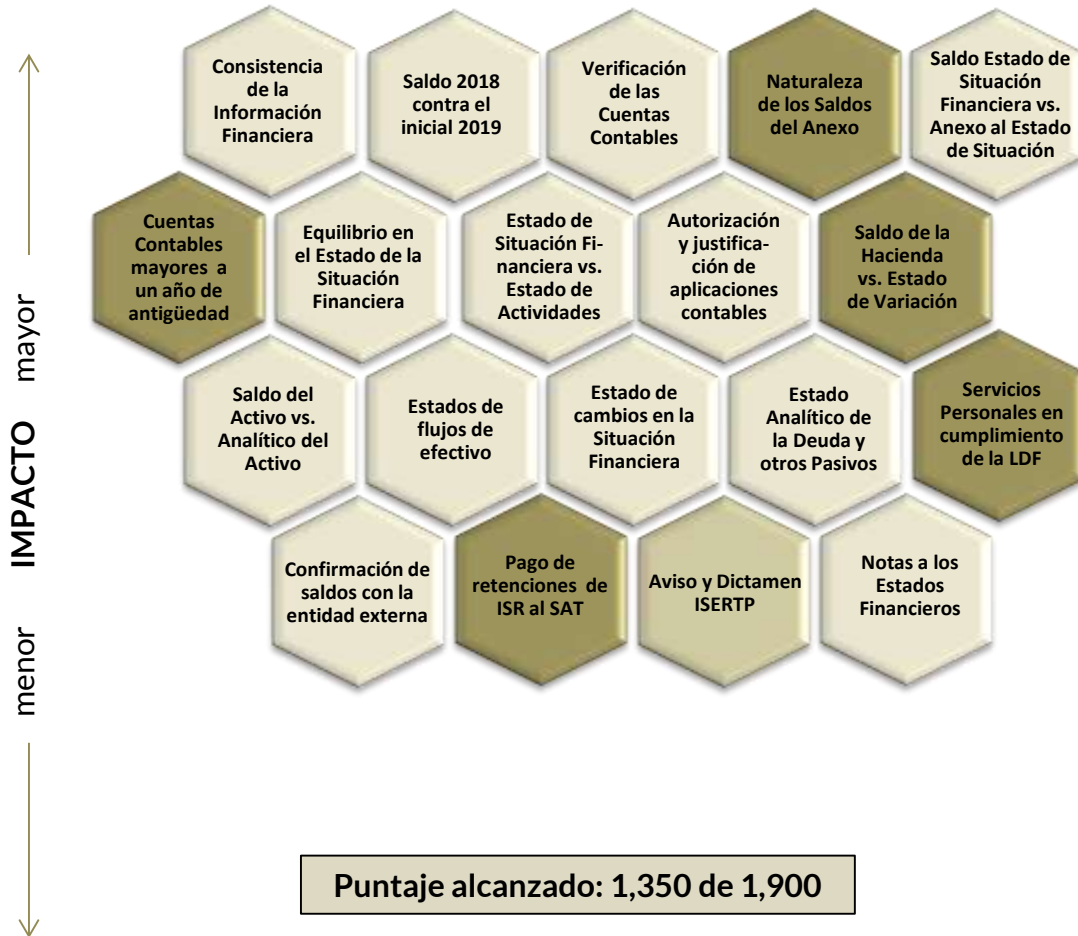 Consistencia
de la
Información
Financiera
Saldo 2018
contra el
inicial 2019
Verificación
de las
Cuentas
Contables
Naturaleza
de los Saldos
del Anexo
Saldo Estado de
Situación
Financiera vs.
Anexo al Estado
de Situación
Cuentas
Contables
mayores a
un año de
antigüedad
Equilibrio en
el Estado de la
Situación
Financiera
Estado de
Situación Fi-
nanciera vs.
Estado de
Actividades
Autorización
y justifica-
ción de
aplicaciones
contables
Saldo de la
Hacienda
vs. Estado
de Variación
Saldo del
Activo vs.
Analítico del
Activo
Estados de
flujos de
efectivo
Estado de
cambios en la
Situación
Financiera
Estado
Analítico de
la Deuda y
otros Pasivos
Servicios
Personales en
cumplimiento
de la LDF
Confirmación de
saldos con la
entidad externa
Pago de
retenciones de
ISR al SAT
Aviso y Dictamen
ISERTP
Notas a los
Estados
Financieros
menor IMPACTO mayor
Puntaje alcanzado: 1,350 de 1,900